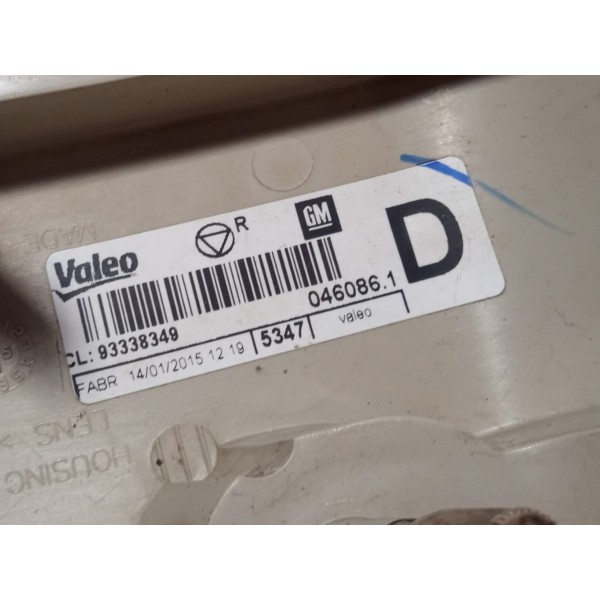 Valeo
R
GM
D
046086.1
CL: 93338349
FABR 14/01/2015 12 19
5347
valeo
MADE
LENS >
HOUSING